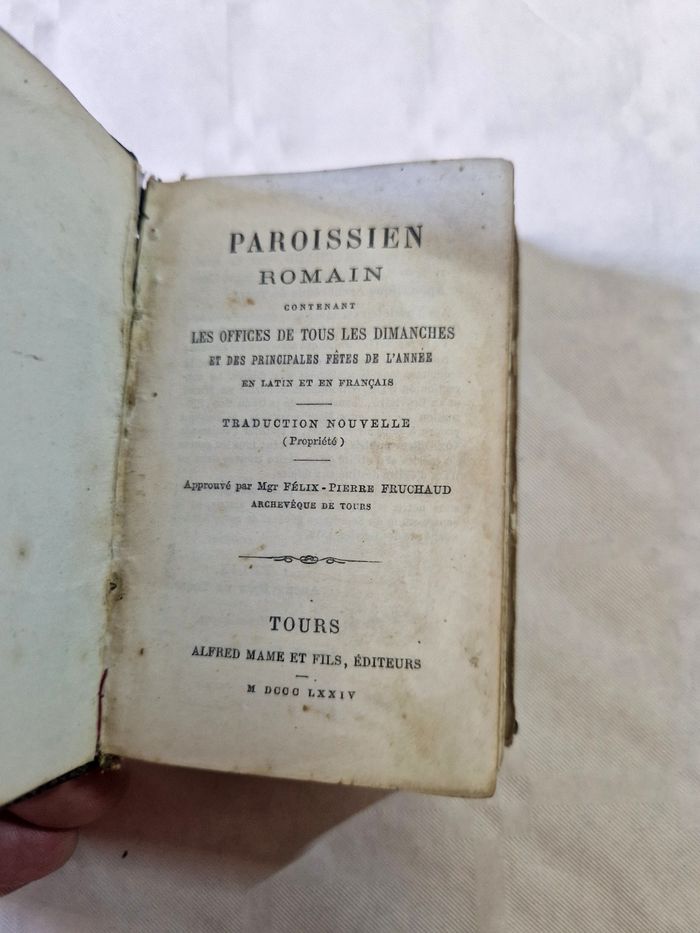 PAROISSIEN
ROMAIN
CONTENANT
LES OFFICES DE TOUS LES DIMANCHES
ET DES PRINCIPALES FÊTES DE L'ANNÉE
EN LATIN ET EN FRANÇAIS
TRADUCTION NOUVELLE
(Propriété)
Approuvé par Mgr FÉLIX-PIERRE FRUCHAUD
ARCHEVÊQUE DE TOURS
TOURS
ALFRED MAME ET FILS, ÉDITEURS
M DCCC LXXIV